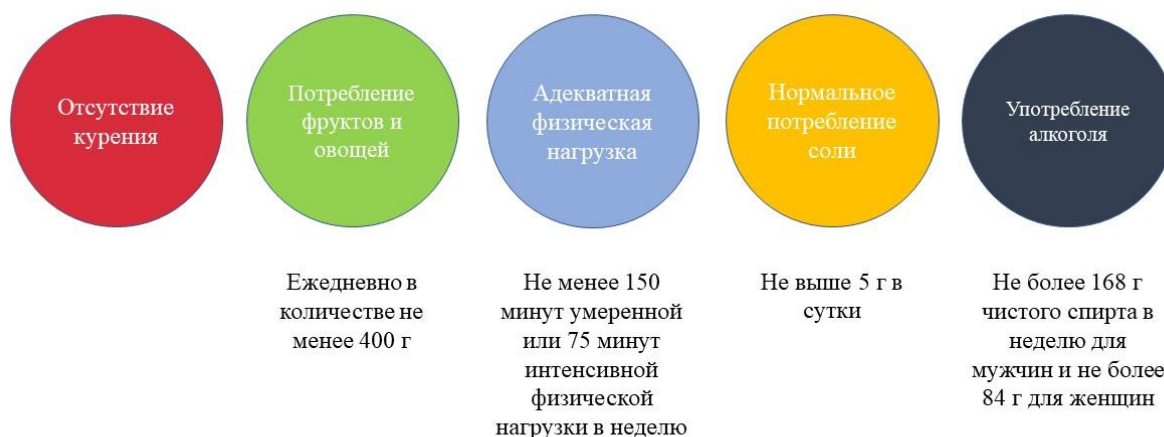 Отсутствие
курения
Потребление
фруктов и
овощей
Адекватная
физическая
нагрузка
Нормальное
потребление
соли
Употребление
алкоголя
Ежедневно в
количестве не
менее 400 г
Не менее 150
минут умеренной
или 75 минут
интенсивной
физической
нагрузки в неделю
Не выше 5 г в
сутки
Не более 168 г
чистого спирта в
неделю для
мужчин и не более
84 г для женщин